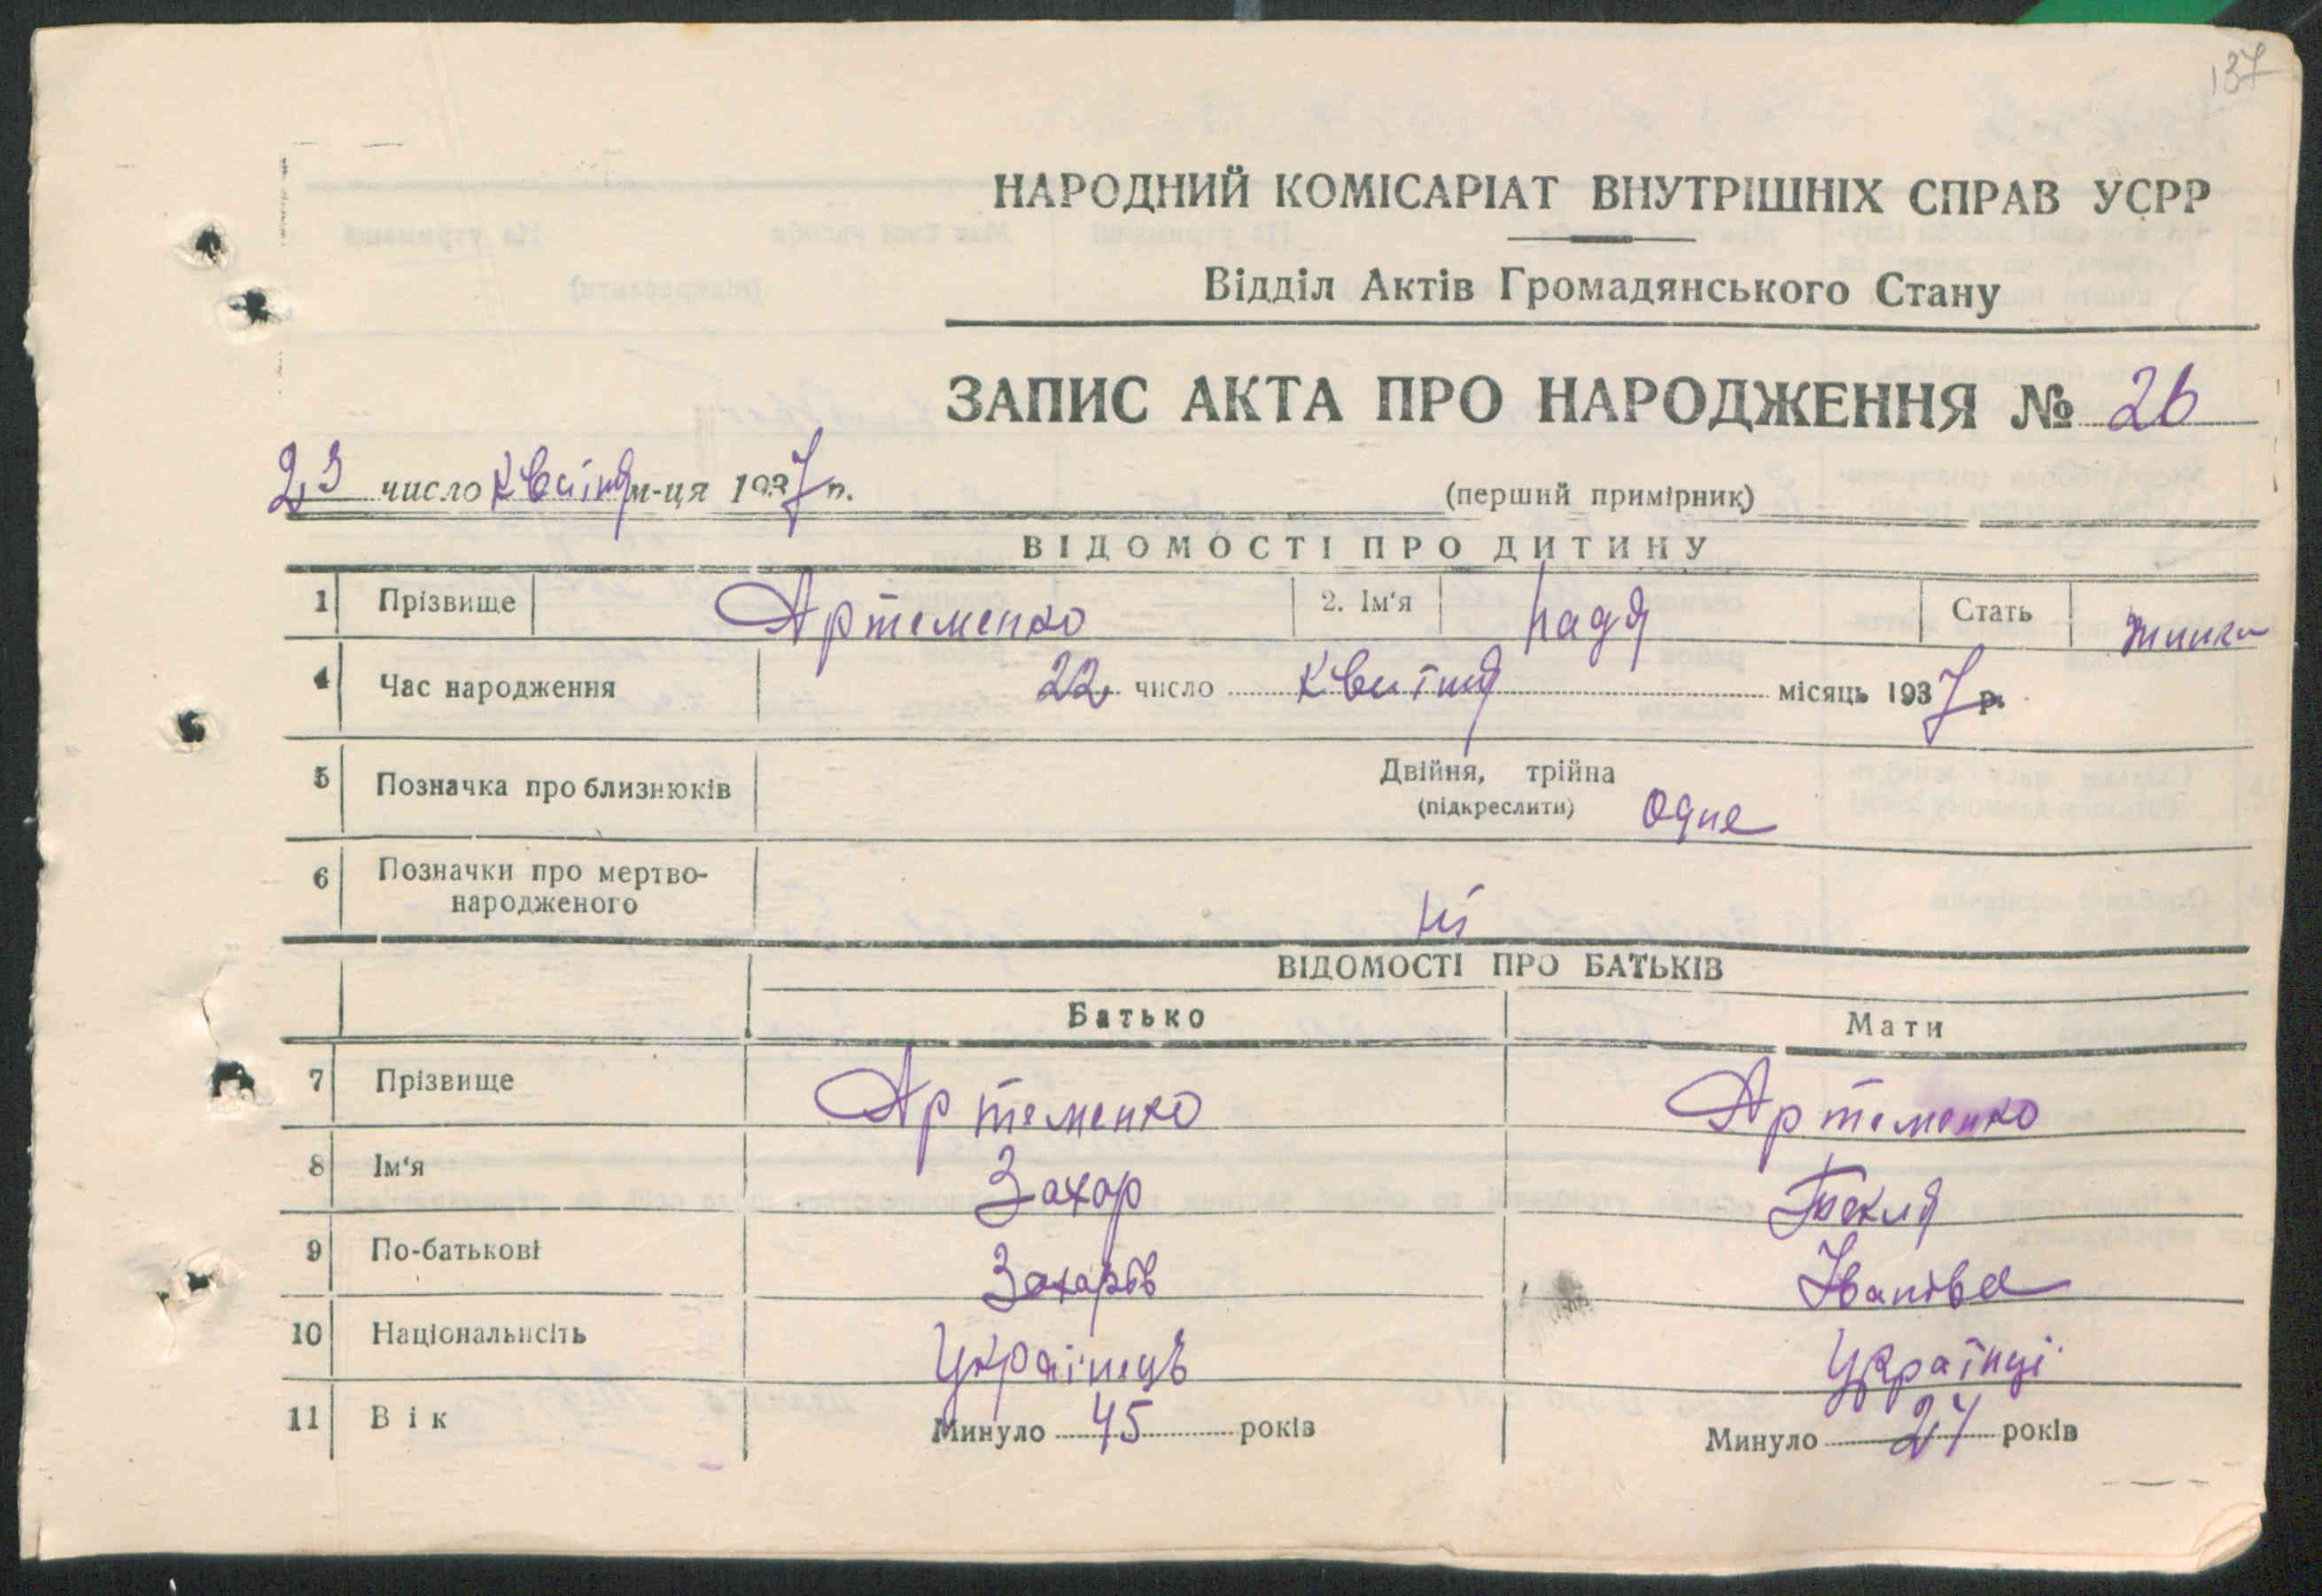 137
НАРОДНИЙ КОМІСАРІАТ ВНУТРІШНІХ СПРАВ УСРР
Відділ Актів Громадянського Стану
ЗАПИС АКТА ПРО НАРОДЖЕННЯ № 26
23 число квітня м-ця 1937 р.
(перший примірник)
ВІДОМОСТІ ПРО ДИТИНУ
1 Прізвище Артеменко 2. Ім'я Надя Стать жінка
4 Час народження 22 число квітня місяць 1937 р.
5 Позначка про близнюків Двійня, трійна
(підкреслити) Одне
6 Позначки про мертво-
народженого Ні
ВІДОМОСТІ ПРО БАТЬКІВ
Батько Мати
7 Прізвище Артеменко Артеменко
8 Ім'я Захар Текля
9 По-батькові Захарів Іванівна
10 Національнсіть Українець Українці
11 Вік Минуло 45 років Минуло 27 років